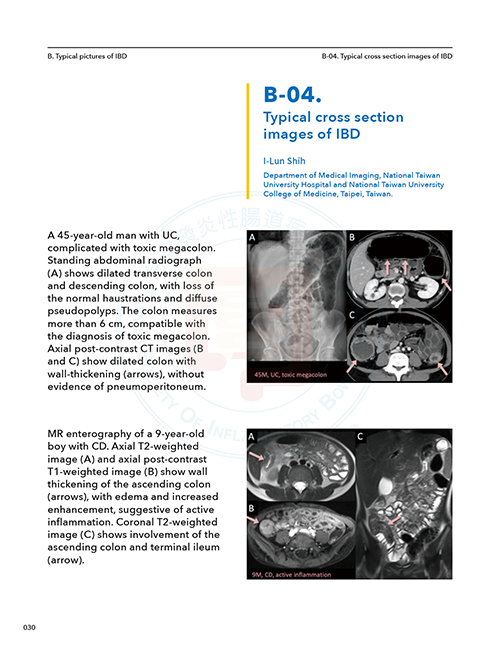 B. Typical pictures of IBD
B-04. Typical cross section images of IBD
B-04.
Typical cross section
images of IBD
I-Lun Shih
Department of Medical Imaging, National Taiwan
University Hospital and National Taiwan University
College of Medicine, Taipei, Taiwan.
A 45-year-old man with UC,
complicated with toxic megacolon.
Standing abdominal radiograph
(A) shows dilated transverse colon
and descending colon, with loss of
the normal haustrations and diffuse
pseudopolyps. The colon measures
more than 6 cm, compatible with
the diagnosis of toxic megacolon.
Axial post-contrast CT images (B
and C) show dilated colon with
wall-thickening (arrows), without
evidence of pneumoperitoneum.
A
B
C
45M, UC, toxic megacolon
MR enterography of a 9-year-old
boy with CD. Axial T2-weighted
image (A) and axial post-contrast
T1-weighted image (B) show wall
thickening of the ascending colon
(arrows), with edema and increased
enhancement, suggestive of active
inflammation. Coronal T2-weighted
image (C) shows involvement of the
ascending colon and terminal ileum
(arrow).
A
C
B
9M, CD, active inflammation
炎性腸道
OF INFLAMMATORY BOW
030